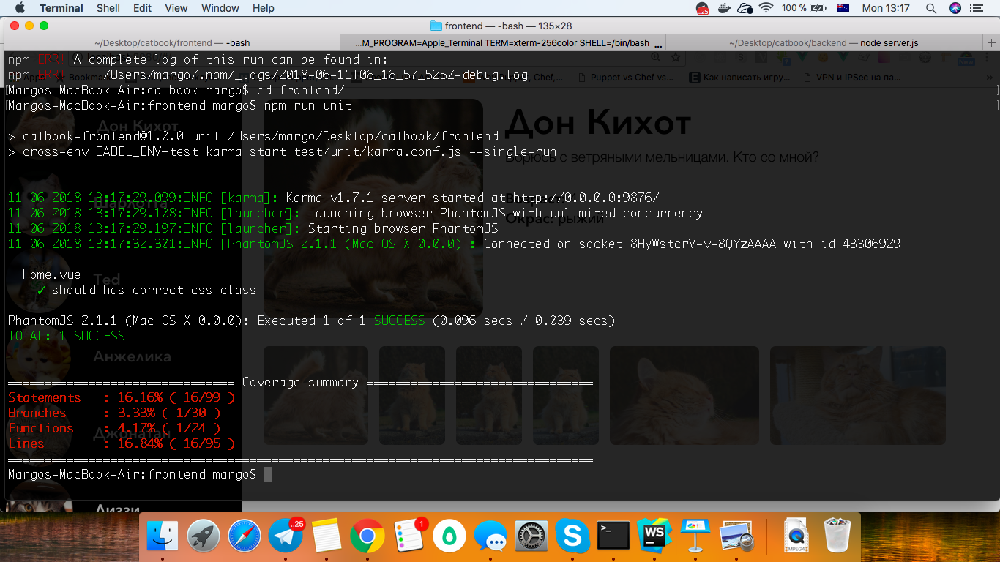 Terminal Shell Edit View Window Help 25 100 % Mon 13:17
frontend — -bash — 135×28
~/Desktop/catbook/frontend — -bash
...M_PROGRAM=Apple_Terminal TERM=xterm-256color SHELL=/bin/bash ...
~/Desktop/catbook/backend — node server.js
npm ERR! A complete log of this run can be found in:
npm ERR! /Users/margo/.npm/_logs/2018-06-11T06_16_57_525Z-debug.log
Chef,...
Puppet vs Chef vs...
Как написать игру...
VPN и IPSec на па...
[Margos-MacBook-Air:catbook margo$ cd frontend/ ]
[Margos-MacBook-Air:frontend margo$ npm run unit ]
Дон Кихот
Дон Кихот
> catbook-frontend@1.0.0 unit /Users/margo/Desktop/catbook/frontend
> cross-env BABEL_ENV=test karma start test/unit/karma.conf.js --single-run
Борюсь с ветряными мельницами. Кто со мной?
11 06 2018 13:17:29.099:INFO [karma]: Karma v1.7.1 server started at http://0.0.0.0:9876/
11 06 2018 13:17:29.108:INFO [launcher]: Launching browser PhantomJS with unlimited concurrency
Шарлотта
Окрас: рыжий
11 06 2018 13:17:29.197:INFO [launcher]: Starting browser PhantomJS
11 06 2018 13:17:32.301:INFO [PhantomJS 2.1.1 (Mac OS X 0.0.0)]: Connected on socket 8HyWstcrV-v-8QYzAAAA with id 43306929
Home.vue
Ted
✓ should has correct css class
PhantomJS 2.1.1 (Mac OS X 0.0.0): Executed 1 of 1 SUCCESS (0.096 secs / 0.039 secs)
TOTAL: 1 SUCCESS
Анжелика
=============================== Coverage summary ===============================
Statements : 16.16% ( 16/99 )
Branches : 3.33% ( 1/30 )
Functions : 4.17% ( 1/24 )
Джонатан
Lines : 16.84% ( 16/95 )
================================================================================
Margos-MacBook-Air:frontend margo$
Лиззи
..25
1
S
>_
WS
MPEG4